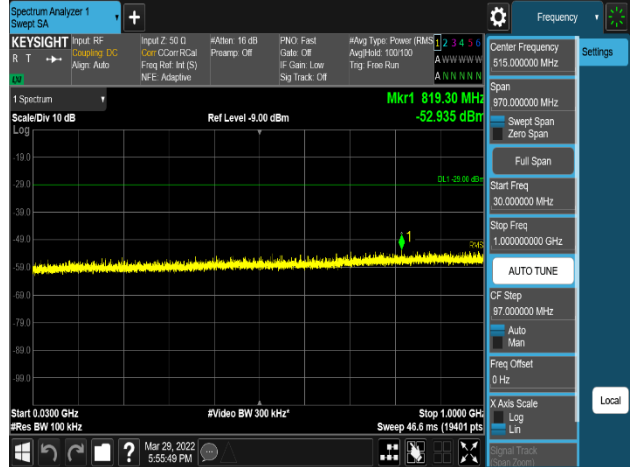 Spectrum Analyzer 1
Swept SA
+
Frequency
KEYSIGHT
Input: RF
Coupling: DC
Align: Auto
R T
LXI
Input Z: 50 Ω
Corr CCorr RCal
Freq Ref: Int (S)
NFE: Adaptive
#Atten: 16 dB
Preamp: Off
PNO: Fast
Gate: Off
IF Gain: Low
Sig Track: Off
#Avg Type: Power (RMS
Avg|Hold: 100/100
Trig: Free Run
1 2 3 4 5 6
A W W W W W
A N N N N N
1 Spectrum
Scale/Div 10 dB
Log
Ref Level -9.00 dBm
Mkr1 819.30 MHz
-52.935 dBm
-19.0
-29.0
-39.0
-49.0
-59.0
-69.0
-79.0
-89.0
-99.0
DL1 -29.00 dBm
1
RMS
Start 0.0300 GHz
#Res BW 100 kHz
#Video BW 300 kHz*
Stop 1.0000 GHz
Sweep 46.6 ms (19401 pts
?
Mar 29, 2022
5:55:49 PM
Center Frequency
515.000000 MHz
Settings
Span
970.000000 MHz
Swept Span
Zero Span
Full Span
Start Freq
30.000000 MHz
Stop Freq
1.000000000 GHz
AUTO TUNE
CF Step
97.000000 MHz
Auto
Man
Freq Offset
0 Hz
X Axis Scale
Log
Lin
Local
Signal Track
(Span Zoom)